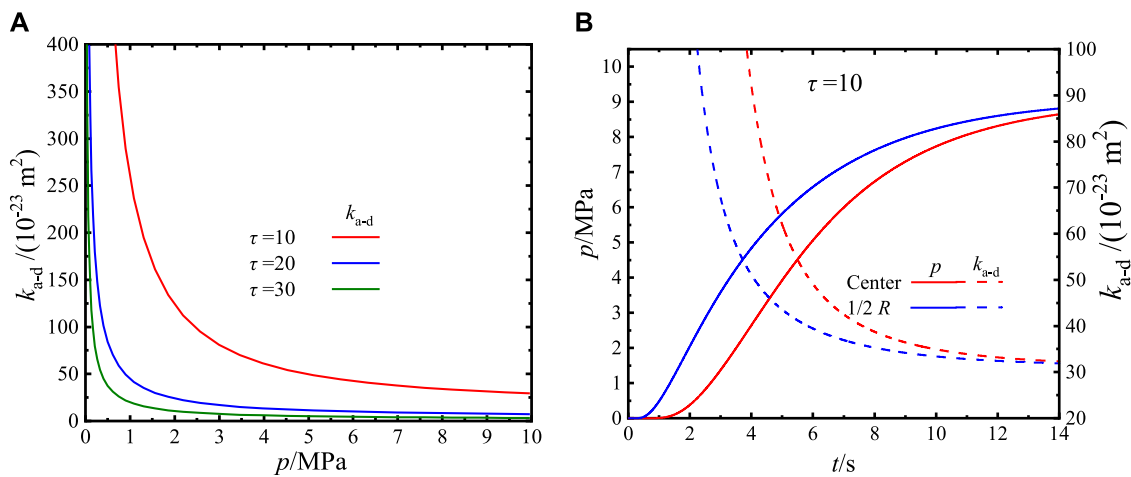 A
400
350
300
250
200
150
100
50
0
k_a-d /(10^-23 m^2)
k_a-d
τ =10
τ =20
τ =30
0 1 2 3 4 5 6 7 8 9 10
p/MPa
B
10
9
8
7
6
5
4
3
2
1
0
p/MPa
τ =10
p k_a-d
Center
1/2 R
100
90
80
70
60
50
40
30
20
k_a-d /(10^-23 m^2)
0 2 4 6 8 10 12 14
t/s